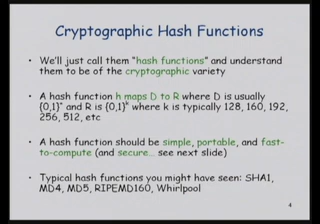 Cryptographic Hash Functions
• We'll just call them "hash functions" and understand
them to be of the cryptographic variety
• A hash function h maps D to R where D is usually
{0,1}* and R is {0,1}^k where k is typically 128, 160, 192,
256, 512, etc
• A hash function should be simple, portable, and fast-
to-compute (and secure... see next slide)
• Typical hash functions you might have seen: SHA1,
MD4, MD5, RIPEMD160, Whirlpool
4